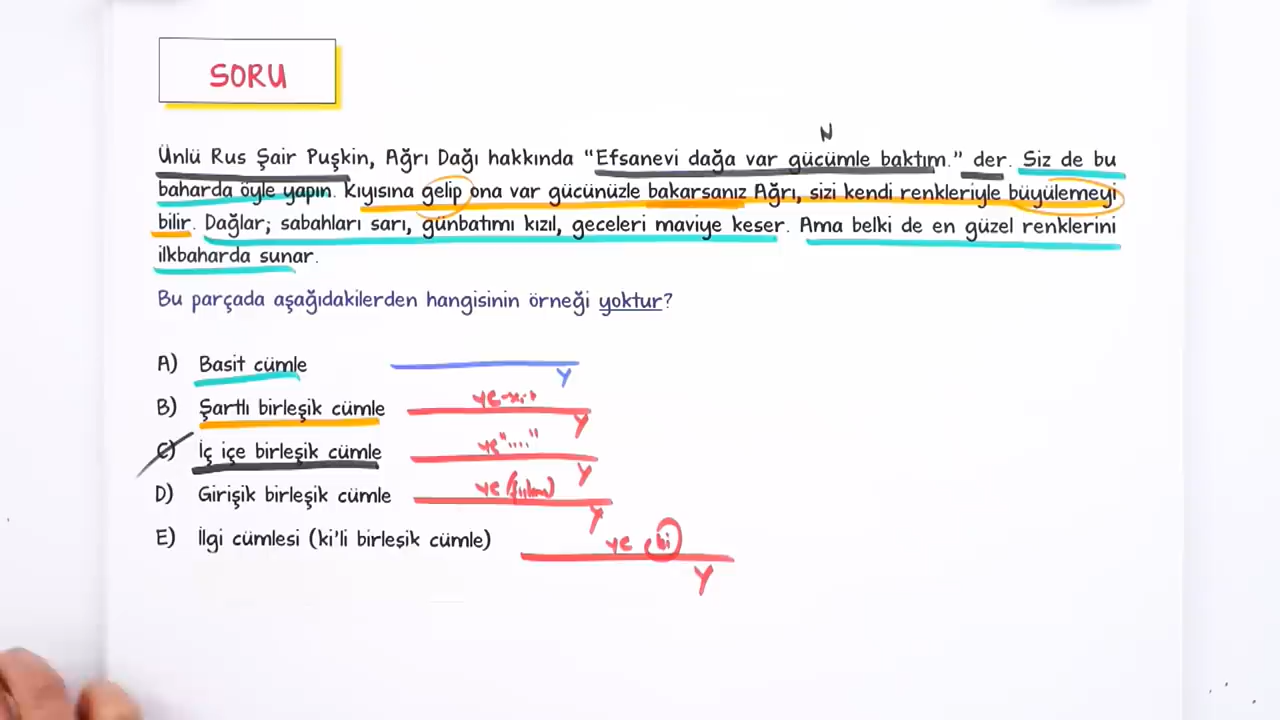 SORU
N
Ünlü Rus Şair Puşkin, Ağrı Dağı hakkında “Efsanevi dağa var gücümle baktım.” der. Siz de bu
baharda öyle yapın. Kıyısına gelip ona var gücünüzle bakarsanız Ağrı, sizi kendi renkleriyle büyülemeyi
bilir. Dağlar; sabahları sarı, günbatımı kızıl, geceleri maviye keser. Ama belki de en güzel renklerini
ilkbaharda sunar.
Bu parçada aşağıdakilerden hangisinin örneği yoktur?
A) Basit cümle
Y
B) Şartlı birleşik cümle
Y
C) İç içe birleşik cümle yc "...."
Y
D) Girişik birleşik cümle
Y
E) İlgi cümlesi (ki'li birleşik cümle) yc ki
Y